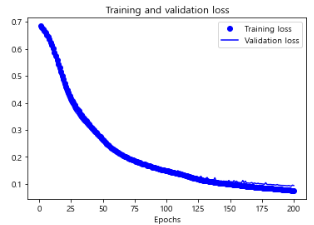 Training and validation loss
Training loss
Validation loss
0.7
0.6
0.5
0.4
0.3
0.2
0.1
0 25 50 75 100 125 150 175 200
Epochs